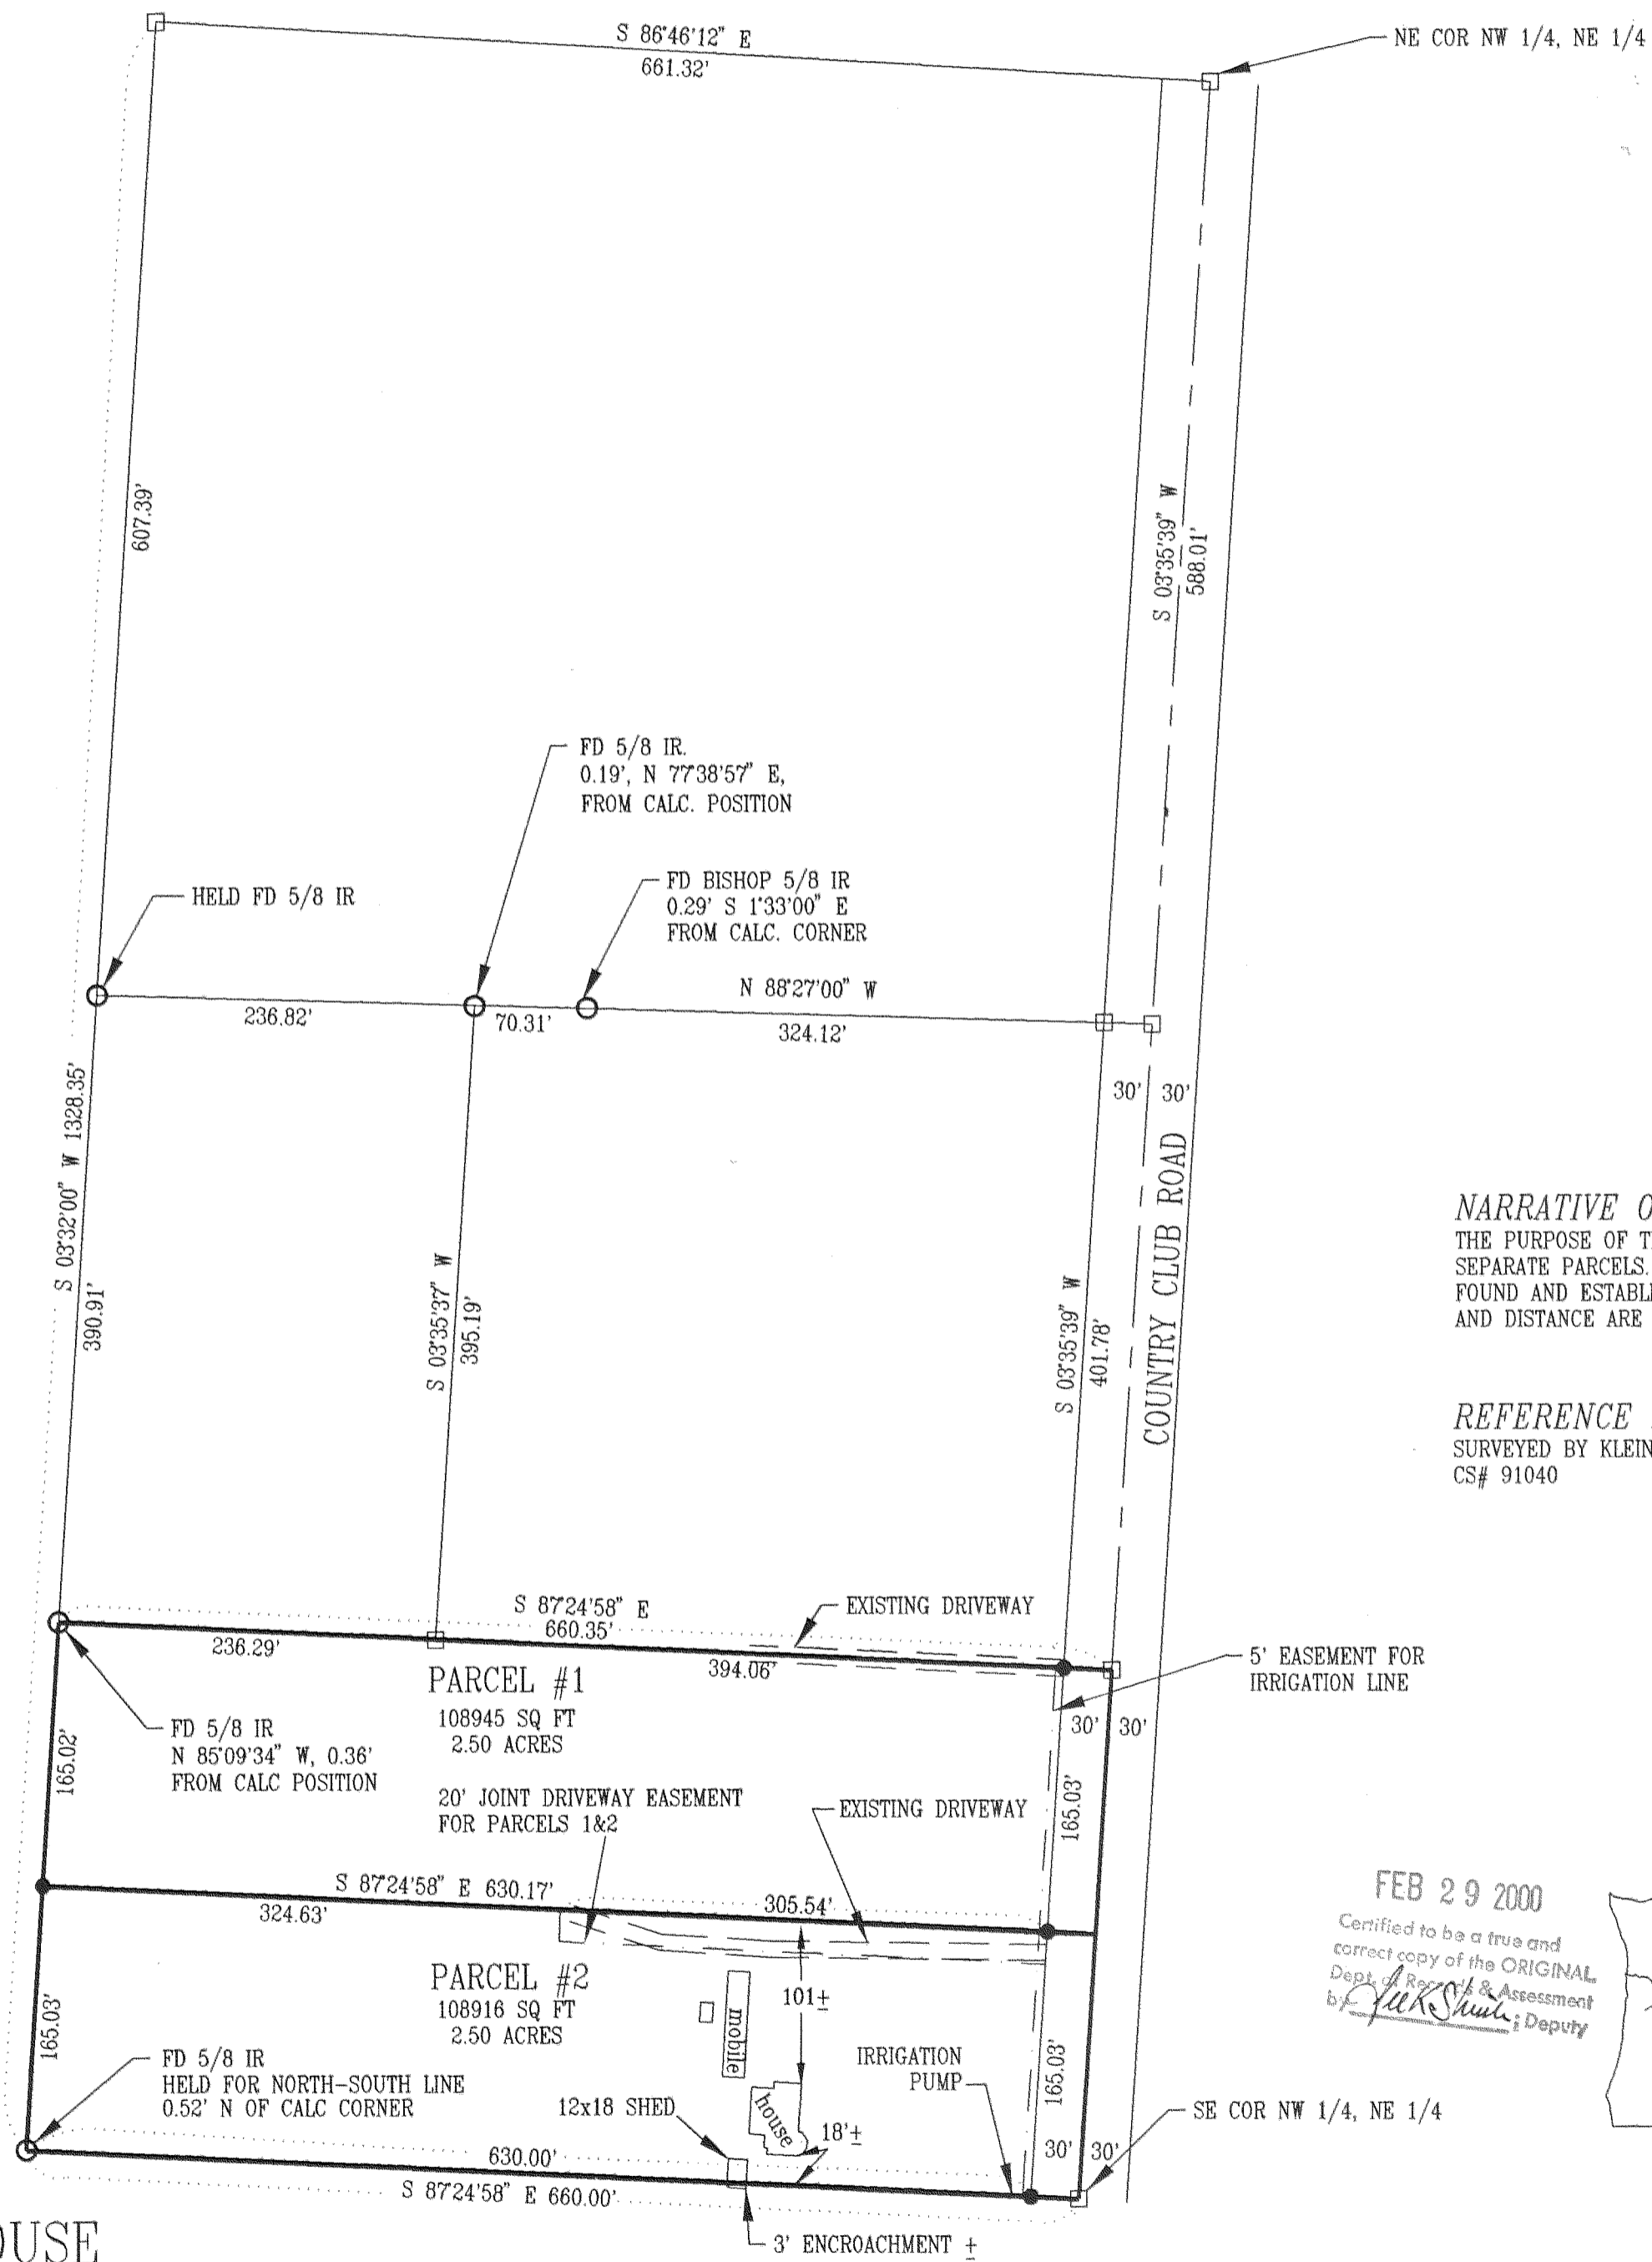 S 86°46'12" E
661.32'
NE COR NW 1/4, NE 1/4
607.39'
S 03°35'39" W
588.01'
FD 5/8 IR.
0.19', N 77°38'57" E,
FROM CALC. POSITION
HELD FD 5/8 IR
FD BISHOP 5/8 IR
0.29' S 1°33'00" E
FROM CALC. CORNER
N 88°27'00" W
236.82'
70.31'
324.12'
30' 30'
S 03°32'00" W 1328.35'
390.91'
S 03°35'37" W
395.19'
S 03°35'39" W
401.78'
COUNTRY CLUB ROAD
NARRATIVE O
THE PURPOSE OF T
SEPARATE PARCELS.
FOUND AND ESTABL
AND DISTANCE ARE
REFERENCE
SURVEYED BY KLEIN
CS# 91040
S 87°24'58" E
660.35'
EXISTING DRIVEWAY
236.29'
394.06'
5' EASEMENT FOR
IRRIGATION LINE
PARCEL #1
108945 SQ FT
2.50 ACRES
30' 30'
FD 5/8 IR
N 85°09'34" W, 0.36'
FROM CALC POSITION
165.02'
165.03'
20' JOINT DRIVEWAY EASEMENT
FOR PARCELS 1&2
EXISTING DRIVEWAY
S 87°24'58" E 630.17'
324.63'
305.54'
FEB 29 2000
Certified to be a true and
correct copy of the ORIGINAL
Dept. of Records & Assessment
by ; Deputy
PARCEL #2
108916 SQ FT
2.50 ACRES
mobile
101±
165.03'
165.03'
FD 5/8 IR
HELD FOR NORTH-SOUTH LINE
0.52' N OF CALC CORNER
IRRIGATION
PUMP
12x18 SHED
house
18'±
SE COR NW 1/4, NE 1/4
30' 30'
630.00'
S 87°24'58" E 660.00'
3' ENCROACHMENT ±
OUSE